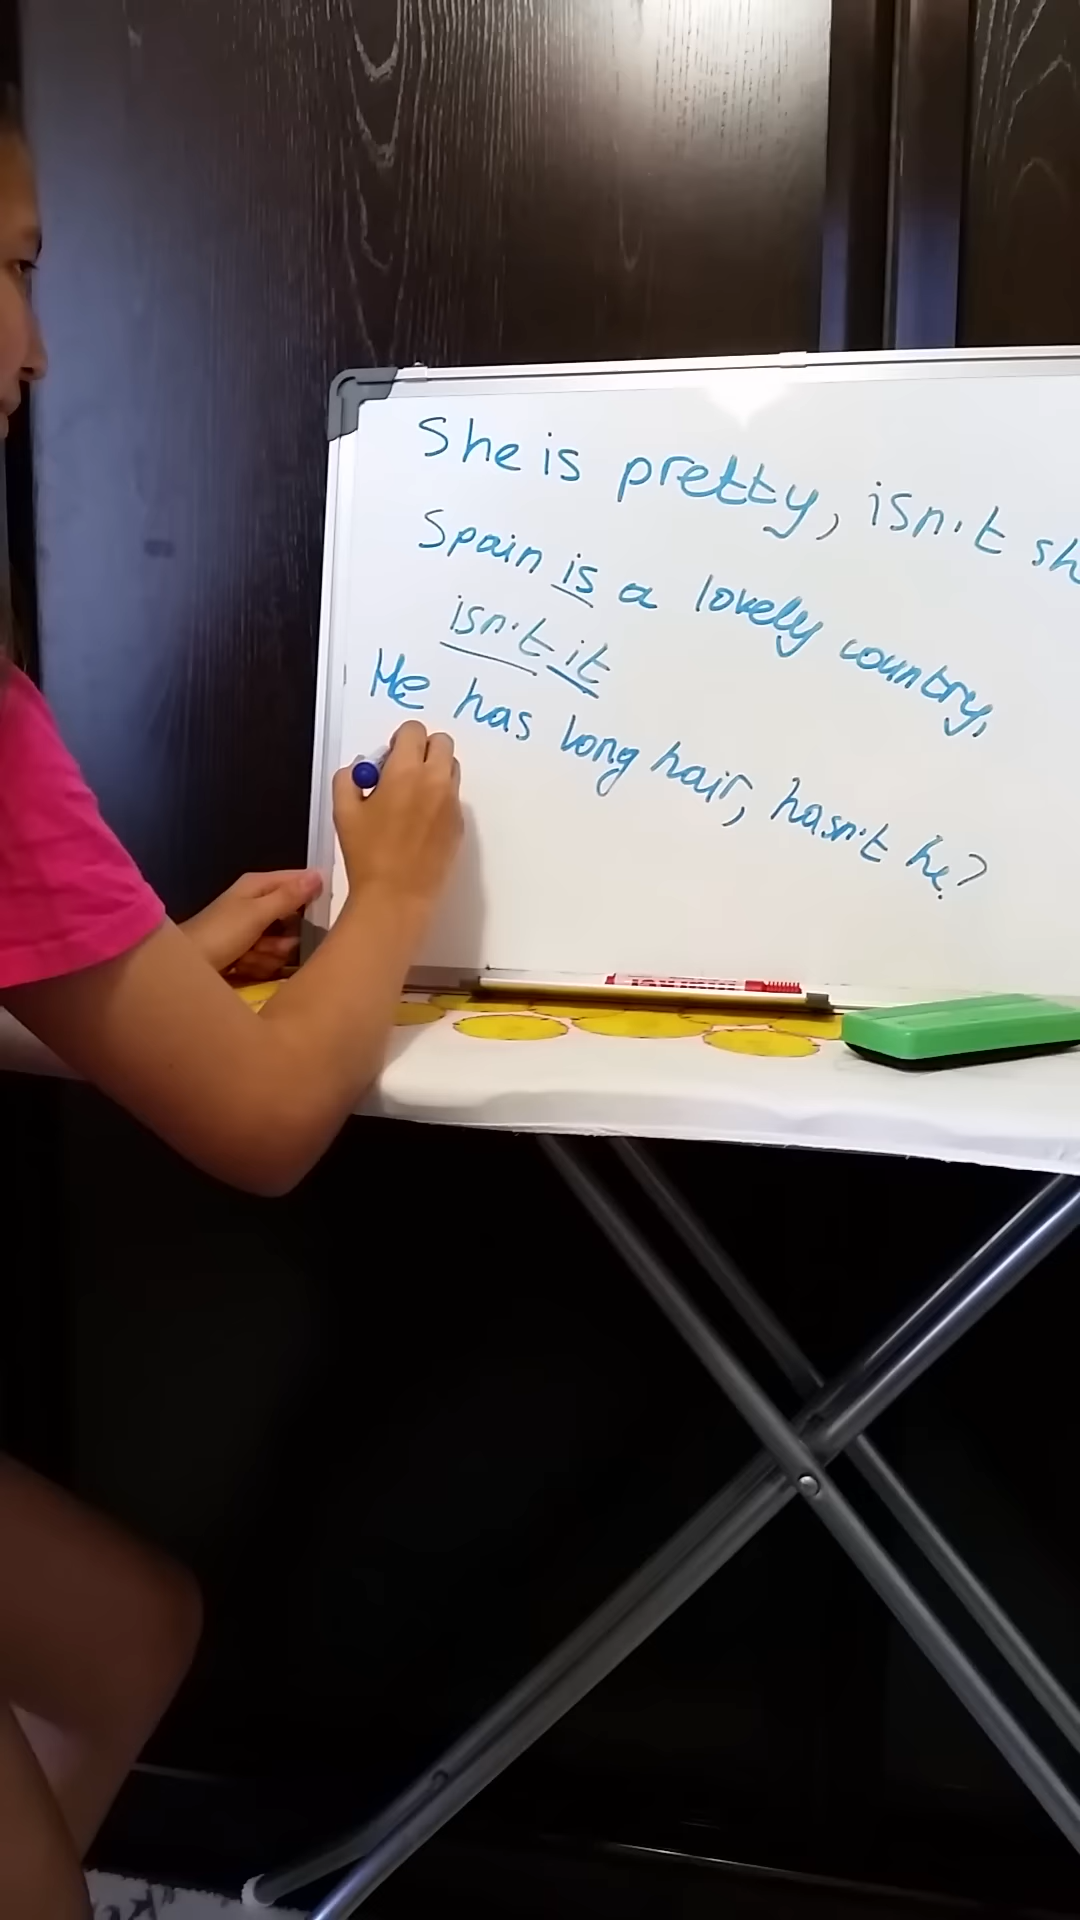 She is pretty, isn't sh
Spain is a lovely country,
isn't it
He has long hair, hasn't he?